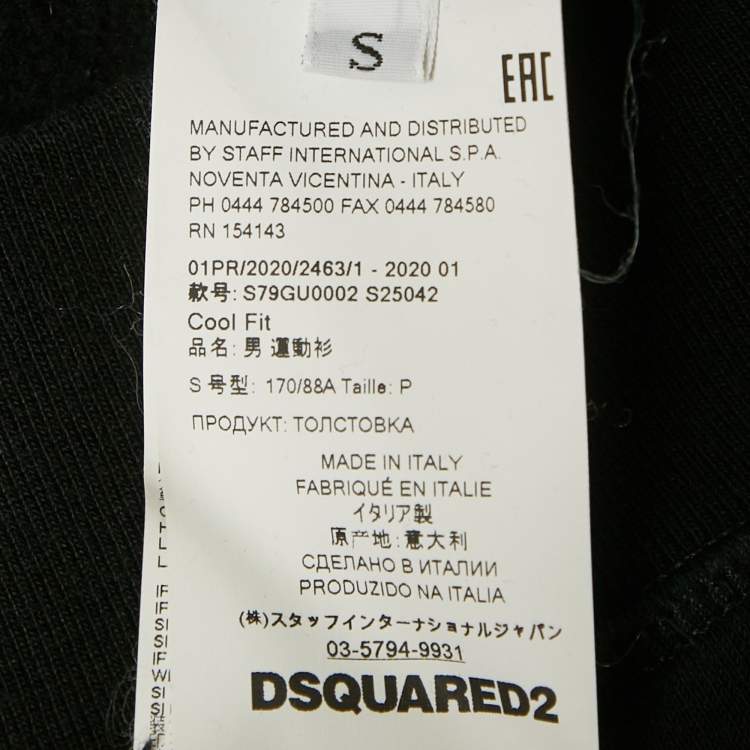 S
EAC
MANUFACTURED AND DISTRIBUTED
BY STAFF INTERNATIONAL S.P.A.
NOVENTA VICENTINA - ITALY
PH 0444 784500 FAX 0444 784580
RN 154143
01PR/2020/2463/1 - 2020 01
款号: S79GU0002 S25042
Cool Fit
品名: 男 運動衫
S 号型: 170/88A Taille: P
ПРОДУКТ: ТОЛСТОВКА
MADE IN ITALY
FABRIQUÉ EN ITALIE
イタリア製
原产地: 意大利
СДЕЛАНО В ИТАЛИИ
PRODUZIDO NA ITALIA
(株)スタッフインターナショナルジャパン
03-5794-9931
DSQUARED2